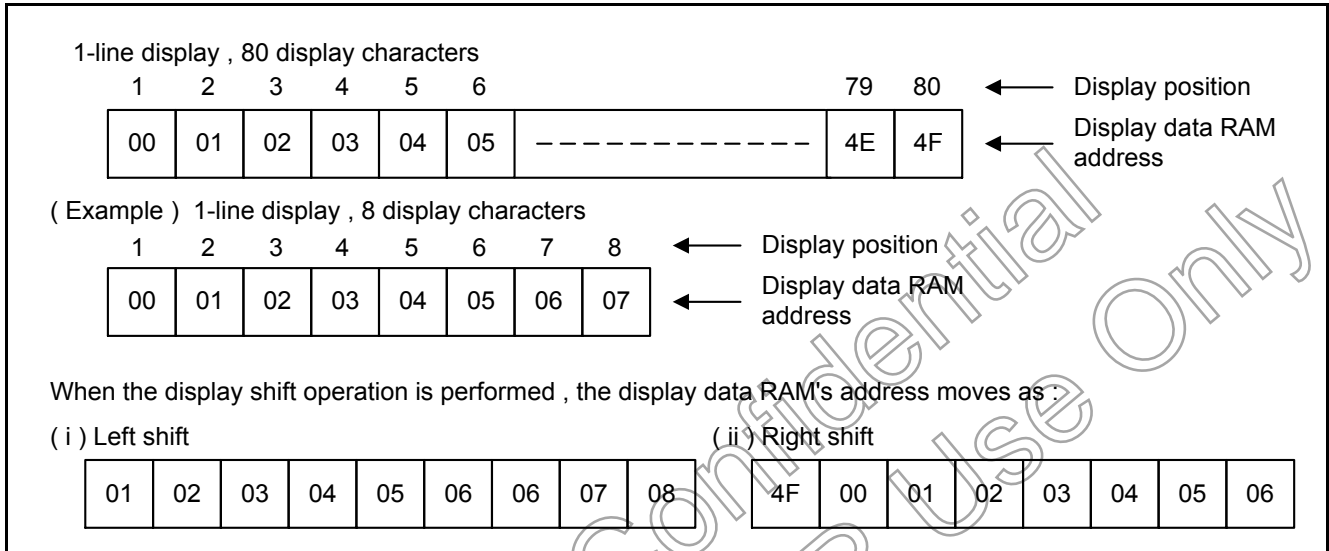 1-line display , 80 display characters
1 2 3 4 5 6 79 80 Display position
00 01 02 03 04 05 4E 4F Display data RAM address
( Example ) 1-line display , 8 display characters
1 2 3 4 5 6 7 8 Display position
00 01 02 03 04 05 06 07 Display data RAM address
When the display shift operation is performed , the display data RAM's address moves as :
( i ) Left shift ( ii ) Right shift
01 02 03 04 05 06 06 07 08 4F 00 01 02 03 04 05 06
Confidential
Use Only